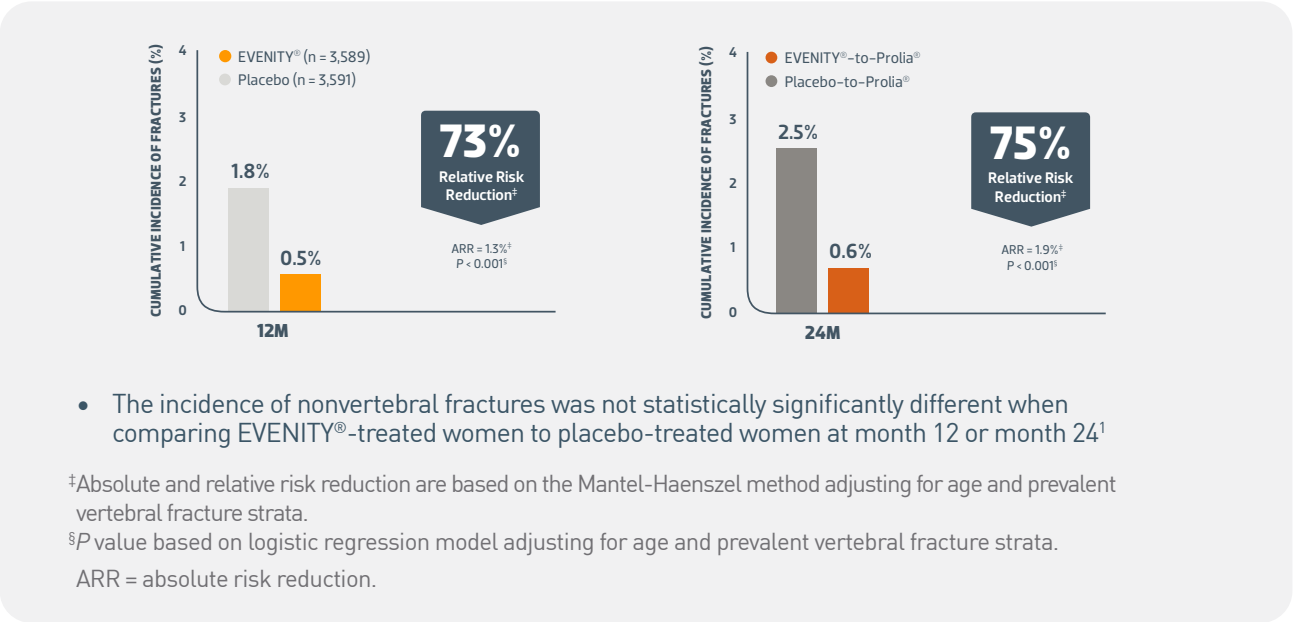 CUMULATIVE INCIDENCE OF FRACTURES (%)
4
3
2
1
0
EVENITY® (n = 3,589)
Placebo (n = 3,591)
1.8%
0.5%
12M
73%
Relative Risk
Reduction‡
ARR = 1.3%‡
P < 0.001§
CUMULATIVE INCIDENCE OF FRACTURES (%)
4
3
2
1
0
EVENITY®-to-Prolia®
Placebo-to-Prolia®
2.5%
0.6%
24M
75%
Relative Risk
Reduction‡
ARR = 1.9%‡
P < 0.001§
• The incidence of nonvertebral fractures was not statistically significantly different when
comparing EVENITY®-treated women to placebo-treated women at month 12 or month 24¹
‡Absolute and relative risk reduction are based on the Mantel-Haenszel method adjusting for age and prevalent
vertebral fracture strata.
§P value based on logistic regression model adjusting for age and prevalent vertebral fracture strata.
ARR = absolute risk reduction.